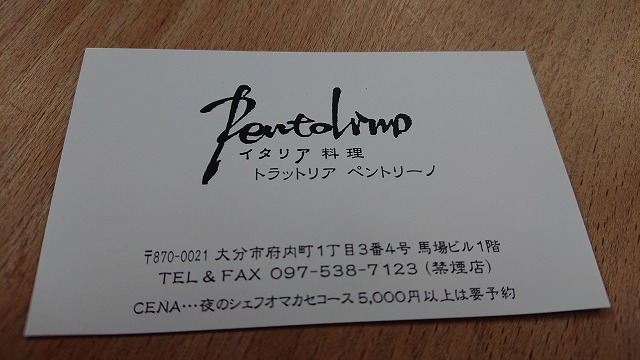 Pentolino
イタリア料理
トラットリア ペントリーノ
〒870-0021 大分市府内町1丁目3番4号 馬場ビル1階
TEL & FAX 097-538-7123 (禁煙店)
CENA…夜のシェフオマカセコース5,000円以上は要予約